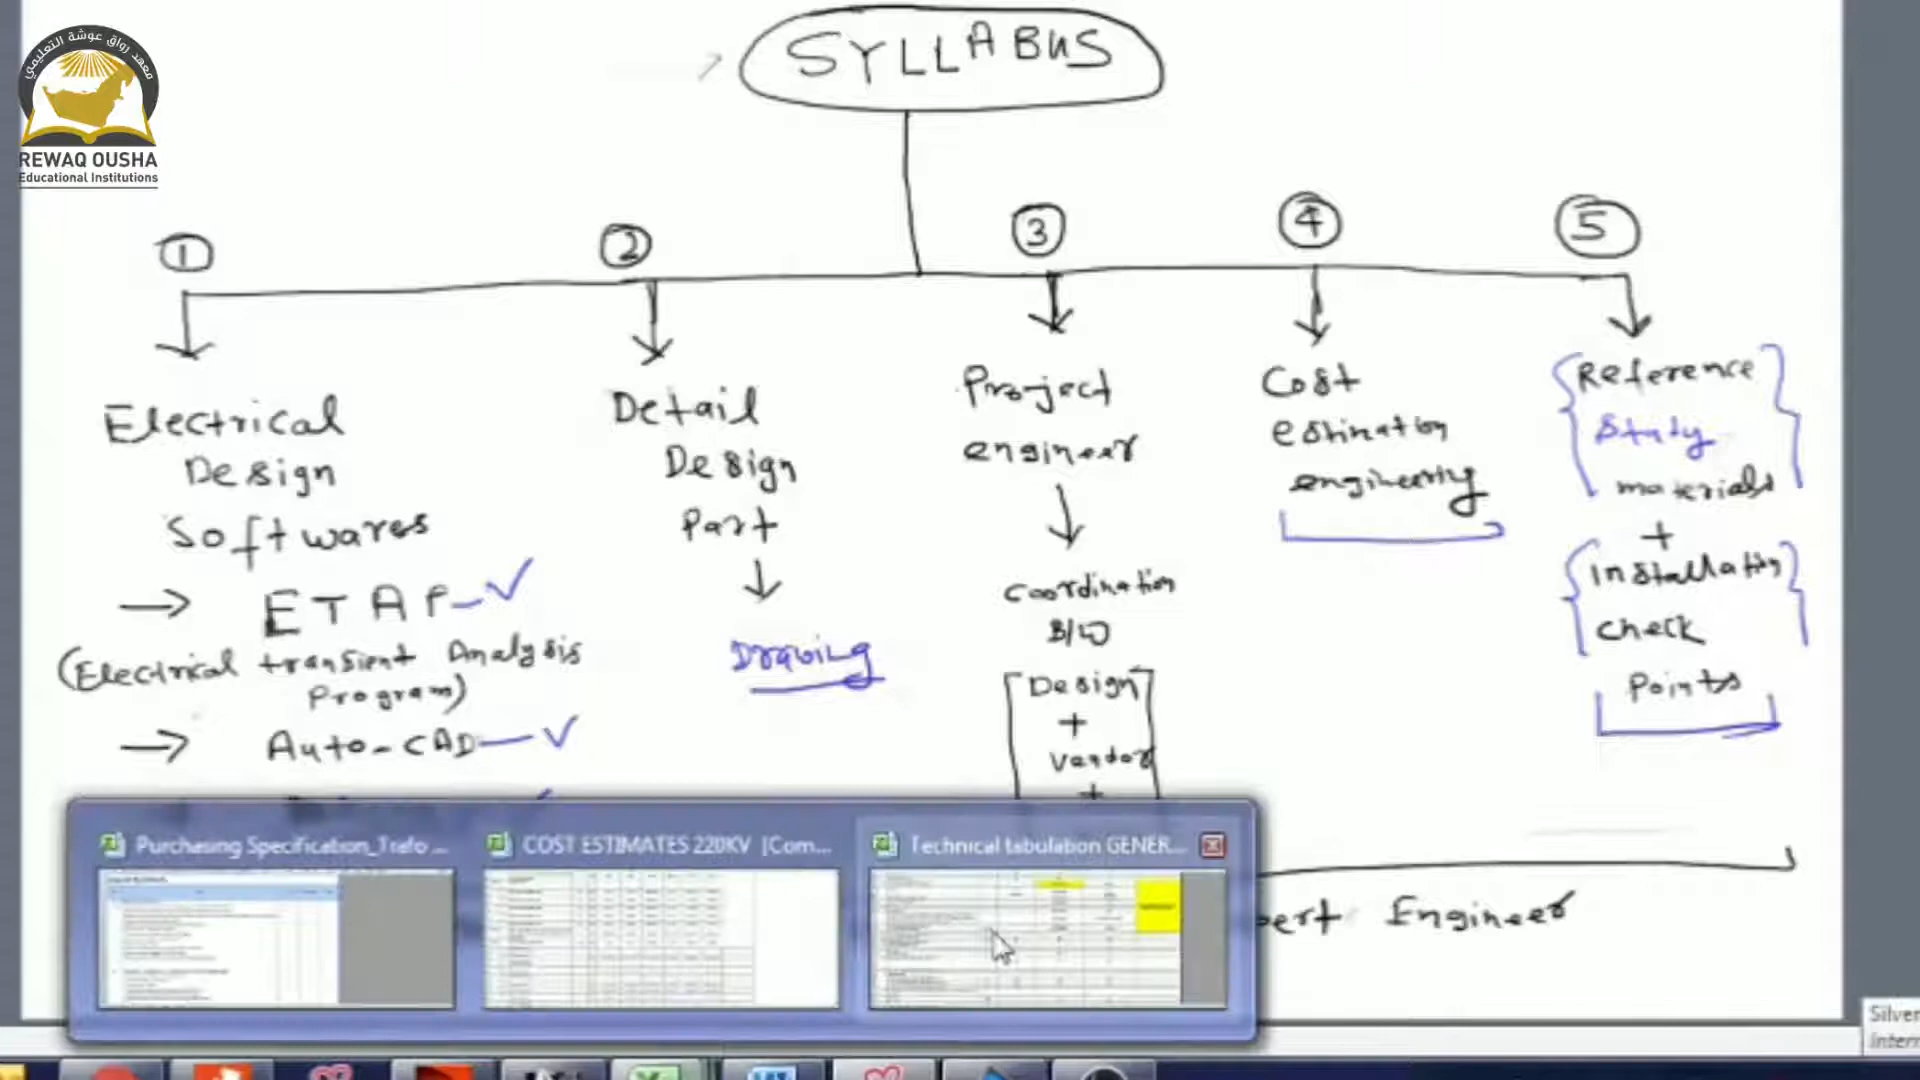 معهد رواق عوشة التعليمي
REWAQ OUSHA
Educational Institutions
SYLLABUS
1
2
3
4
5
Electrical
Design
Softwares
→ ETAP
(Electrical transient Analysis
Program)
→ Auto-CAD
Detail
Design
Part
Drawing
Project
engineer
Coordination
B/W
Design
+
Vendor
+
Cost
estimation
engineering
Reference
Study
materials
+
installation
check
Points
Engineer
Purchasing Specification_Trafo ...
COST ESTIMATES 220KV [Com...
Technical tabulation GENER...
Silver
Intern